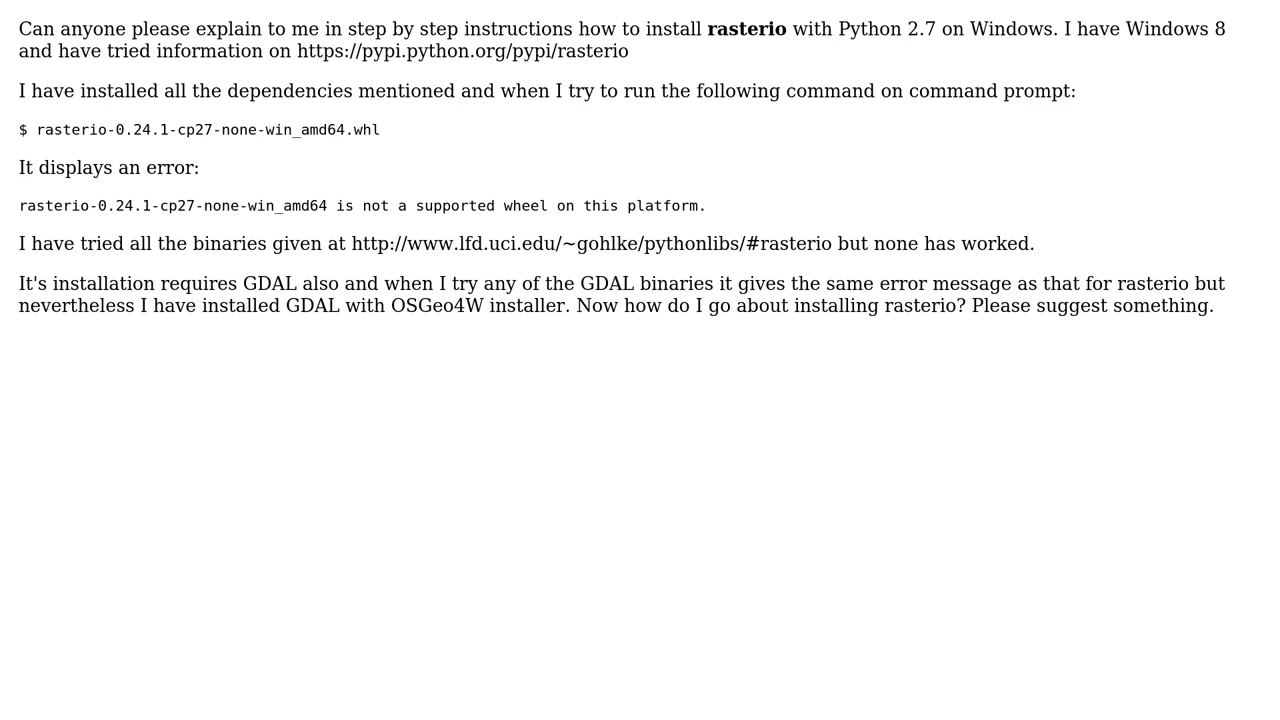 Can anyone please explain to me in step by step instructions how to install rasterio with Python 2.7 on Windows. I have Windows 8
and have tried information on https://pypi.python.org/pypi/rasterio
I have installed all the dependencies mentioned and when I try to run the following command on command prompt:
$ rasterio-0.24.1-cp27-none-win_amd64.whl
It displays an error:
rasterio-0.24.1-cp27-none-win_amd64 is not a supported wheel on this platform.
I have tried all the binaries given at http://www.lfd.uci.edu/~gohlke/pythonlibs/#rasterio but none has worked.
It's installation requires GDAL also and when I try any of the GDAL binaries it gives the same error message as that for rasterio but
nevertheless I have installed GDAL with OSGeo4W installer. Now how do I go about installing rasterio? Please suggest something.